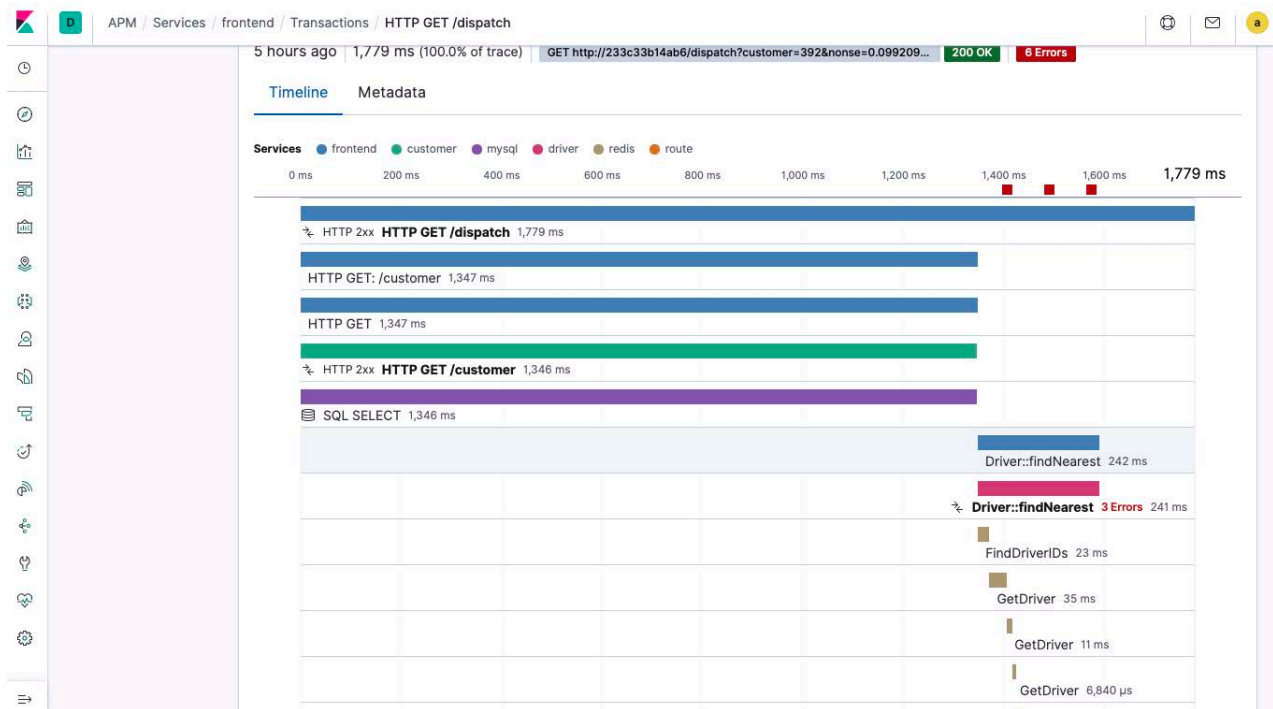 D APM / Services / frontend / Transactions / HTTP GET /dispatch a
5 hours ago 1,779 ms (100.0% of trace) GET http://233c33b14ab6/dispatch?customer=392&nonse=0.099209... 200 OK 6 Errors
Timeline Metadata
Services frontend customer mysql driver redis route
0 ms 200 ms 400 ms 600 ms 800 ms 1,000 ms 1,200 ms 1,400 ms 1,600 ms 1,779 ms
HTTP 2xx HTTP GET /dispatch 1,779 ms
HTTP GET: /customer 1,347 ms
HTTP GET 1,347 ms
HTTP 2xx HTTP GET /customer 1,346 ms
SQL SELECT 1,346 ms
Driver::findNearest 242 ms
Driver::findNearest 3 Errors 241 ms
FindDriverIDs 23 ms
GetDriver 35 ms
GetDriver 11 ms
GetDriver 6,840 μs